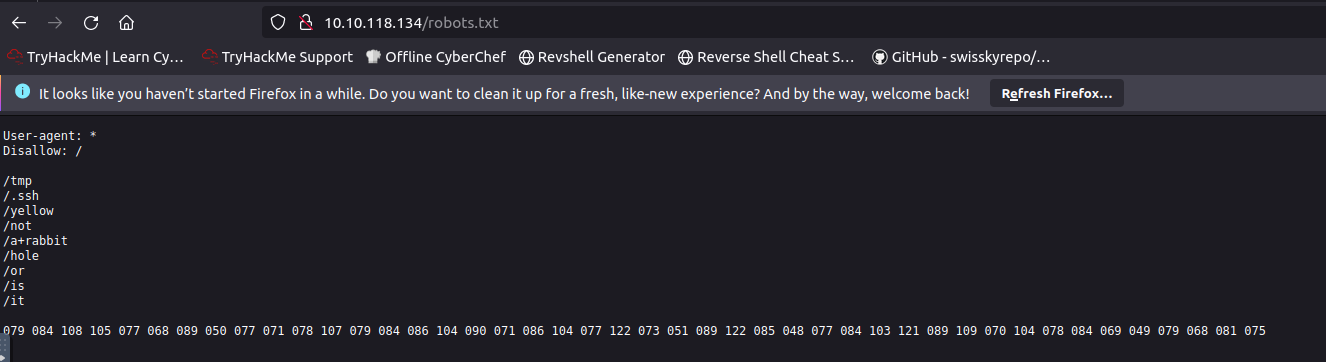 10.10.118.134/robots.txt
TryHackMe | Learn Cy… TryHackMe Support Offline CyberChef Revshell Generator Reverse Shell Cheat S… GitHub - swisskyrepo/…
It looks like you haven't started Firefox in a while. Do you want to clean it up for a fresh, like-new experience? And by the way, welcome back! Refresh Firefox…
User-agent: *
Disallow: /
/tmp
/.ssh
/yellow
/not
/a+rabbit
/hole
/or
/is
/it
079 084 108 105 077 068 089 050 077 071 078 107 079 084 086 104 090 071 086 104 077 122 073 051 089 122 085 048 077 084 103 121 089 109 070 104 078 084 069 049 079 068 081 075